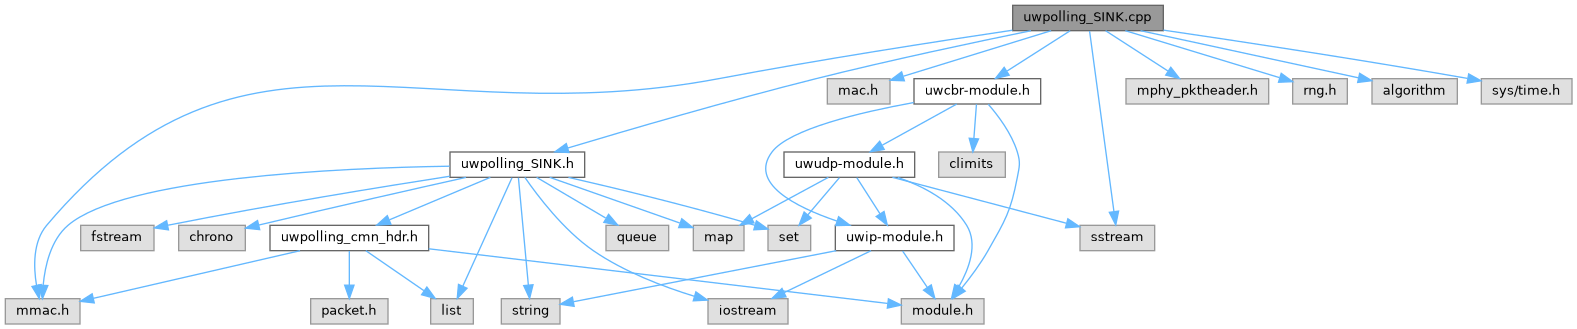 uwpolling_SINK.cpp
mac.h
uwcbr-module.h
mphy_pktheader.h
rng.h
algorithm
sys/time.h
uwpolling_SINK.h
uwudp-module.h
climits
fstream
chrono
uwpolling_cmn_hdr.h
queue
map
set
uwip-module.h
sstream
mmac.h
packet.h
list
string
iostream
module.h